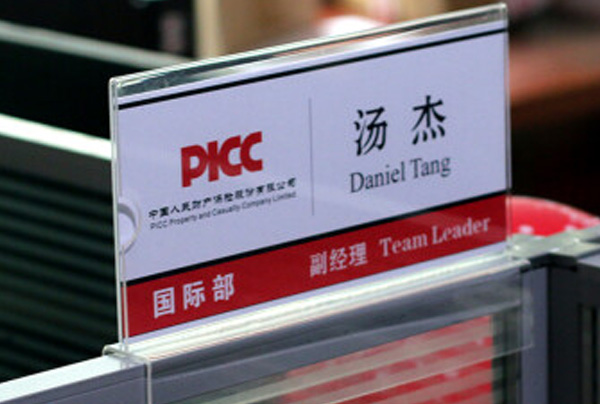 PICC
中国人民财产保险股份有限公司
PICC Property and Casualty Company Limited
汤杰
Daniel Tang
国际部
副经理 Team Leader